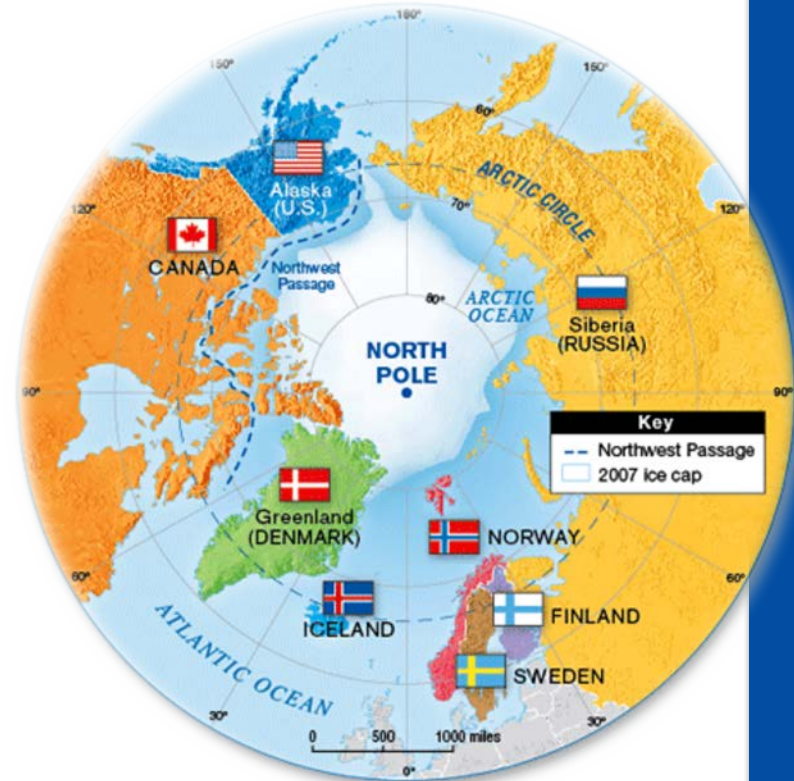 180°
150°
150°
60°
ARCTIC CIRCLE
Alaska
(U.S.)
70°
120°
120°
CANADA
Northwest
Passage
80°
ARCTIC
OCEAN
Siberia
(RUSSIA)
NORTH
POLE
90°
90°
Key
Northwest Passage
2007 ice cap
Greenland
(DENMARK)
NORWAY
60°
60°
ICELAND
FINLAND
ATLANTIC OCEAN
SWEDEN
30°
30°
0 500 1000 miles
0°